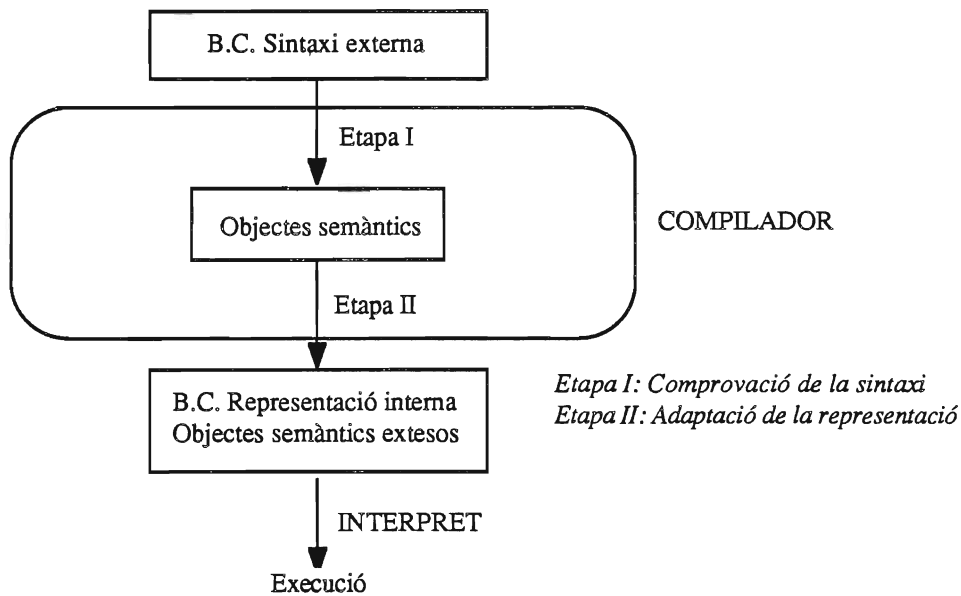 B.C. Sintaxi externa
Etapa I
Objectes semàntics
COMPILADOR
Etapa II
B.C. Representació interna
Objectes semàntics extesos
Etapa I: Comprovació de la sintaxi
Etapa II: Adaptació de la representació
INTERPRET
Execució